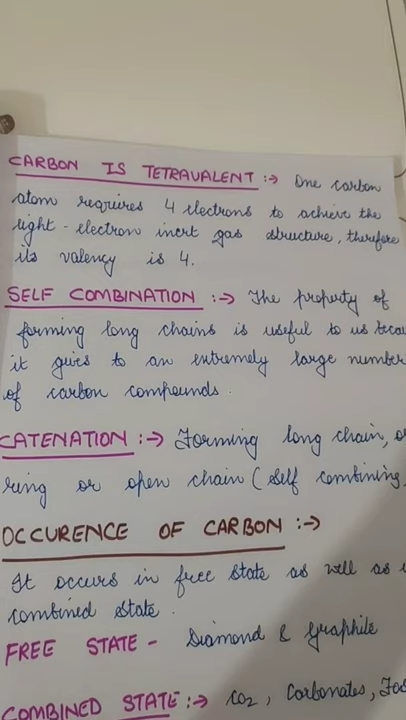 CARBON IS TETRAVALENT :→ One carbon
atom requires 4 electrons to achieve the
eight-electron inert gas structure, therefore
its valency is 4.
SELF COMBINATION :→ The property of
forming long chains is useful to us becau
it gives to an extremely large number
of carbon compounds.
CATENATION :→ Forming long chain, o
ring or open chain (Self combining
OCCURENCE OF CARBON :→
It occurs in free state as well as
combined state.
FREE STATE - Diamond & Graphite
COMBINED STATE :→ CO2, Carbonates,